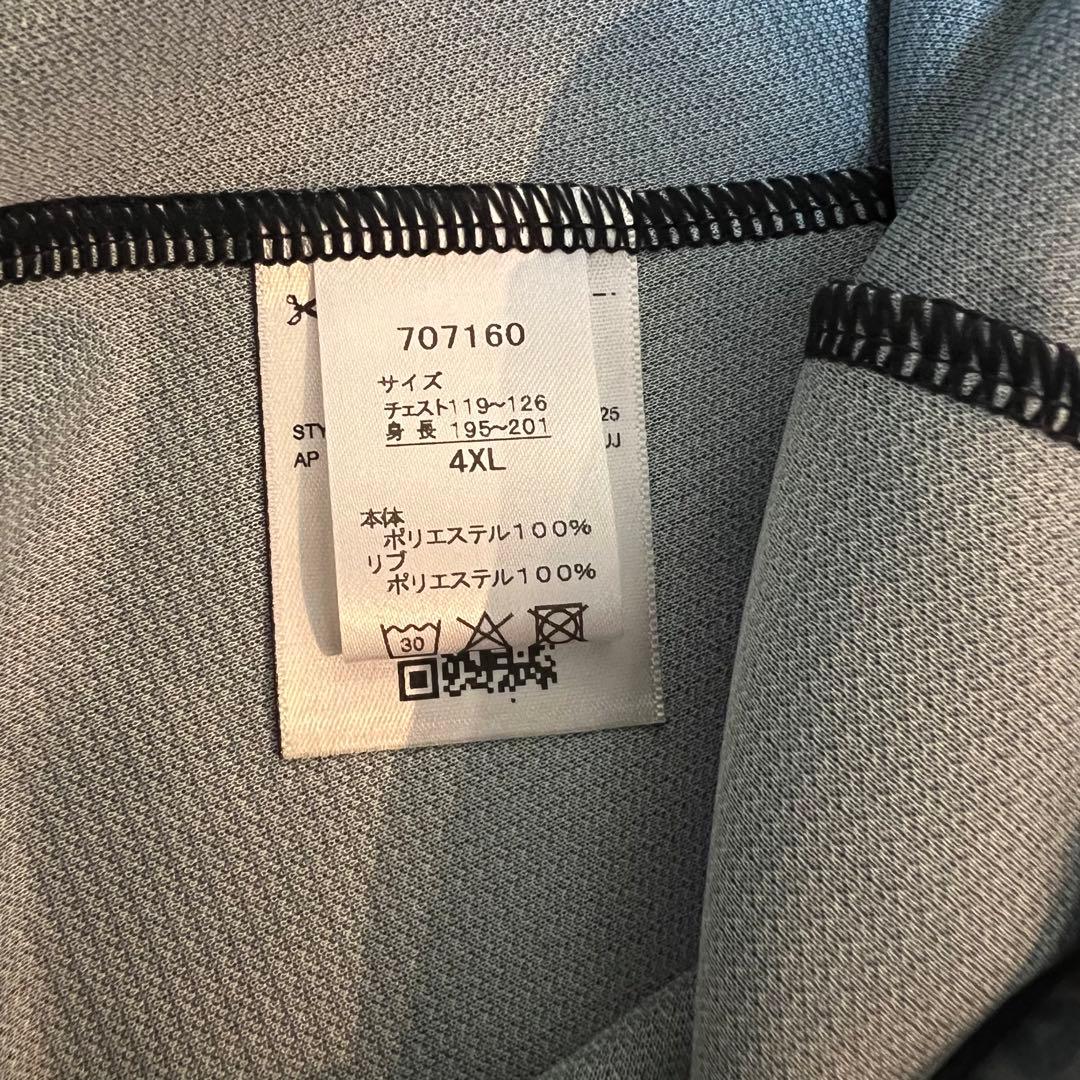 707160
サイズ
チェスト119~126
身長 195~201
4XL
本体
ポリエステル100%
リブ
ポリエステル100%
30
25
AP
JJ